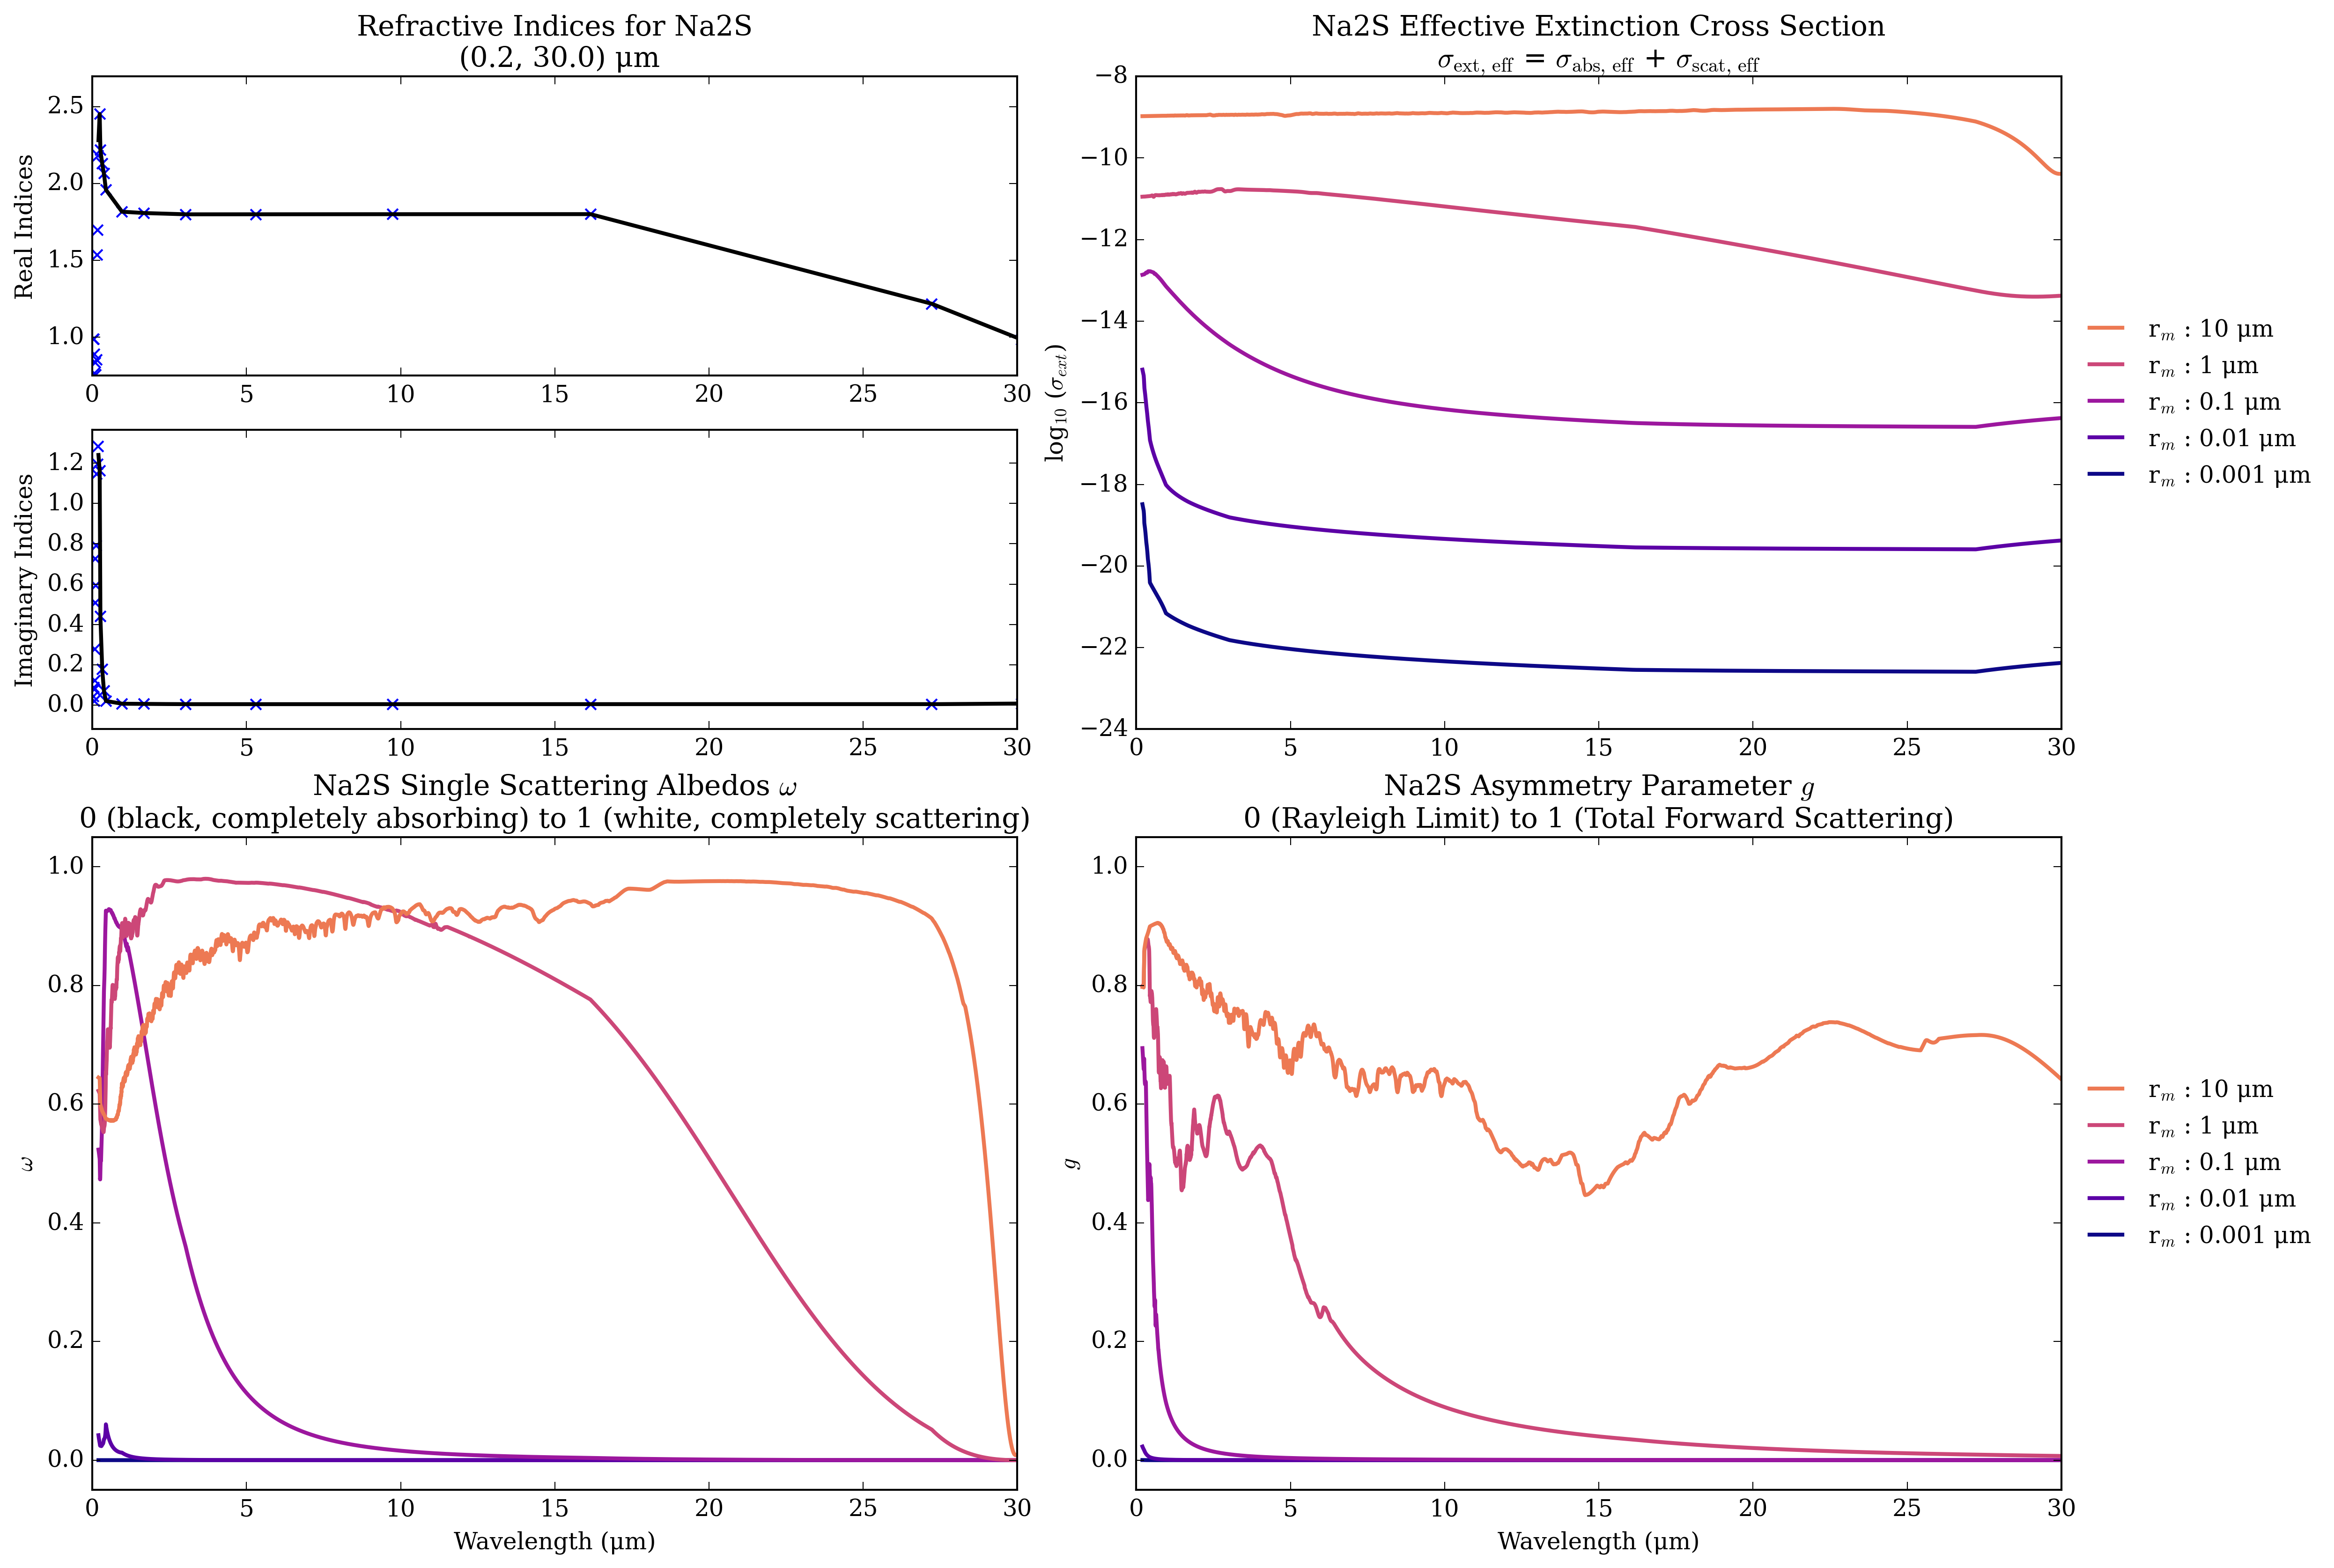 Refractive Indices for Na2S
(0.2, 30.0) µm
Real Indices
2.5
2.0
1.5
1.0
0 5 10 15 20 25 30
Imaginary Indices
1.2
1.0
0.8
0.6
0.4
0.2
0.0
0 5 10 15 20 25 30
Na2S Effective Extinction Cross Section
σext, eff = σabs, eff + σscat, eff
log10 (σext)
−8
−10
−12
−14
−16
−18
−20
−22
−24
0 5 10 15 20 25 30
rm : 10 µm
rm : 1 µm
rm : 0.1 µm
rm : 0.01 µm
rm : 0.001 µm
Na2S Single Scattering Albedos ω
0 (black, completely absorbing) to 1 (white, completely scattering)
ω
1.0
0.8
0.6
0.4
0.2
0.0
0 5 10 15 20 25 30
Wavelength (µm)
Na2S Asymmetry Parameter g
0 (Rayleigh Limit) to 1 (Total Forward Scattering)
g
1.0
0.8
0.6
0.4
0.2
0.0
0 5 10 15 20 25 30
Wavelength (µm)
rm : 10 µm
rm : 1 µm
rm : 0.1 µm
rm : 0.01 µm
rm : 0.001 µm